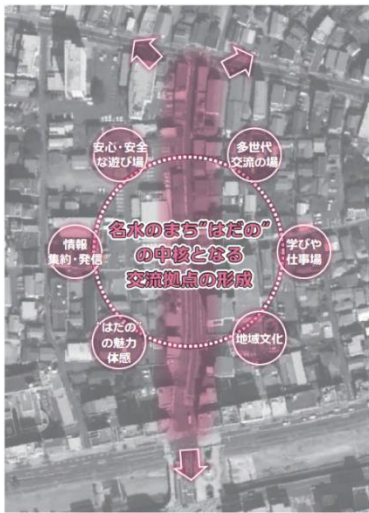 安心・安全
な遊び場
多世代
交流の場
名水のまち"はだの"
の中核となる
交流拠点の形成
情報
集約・発信
学びや
仕事場
"はだの"
の魅力
体感
地域文化